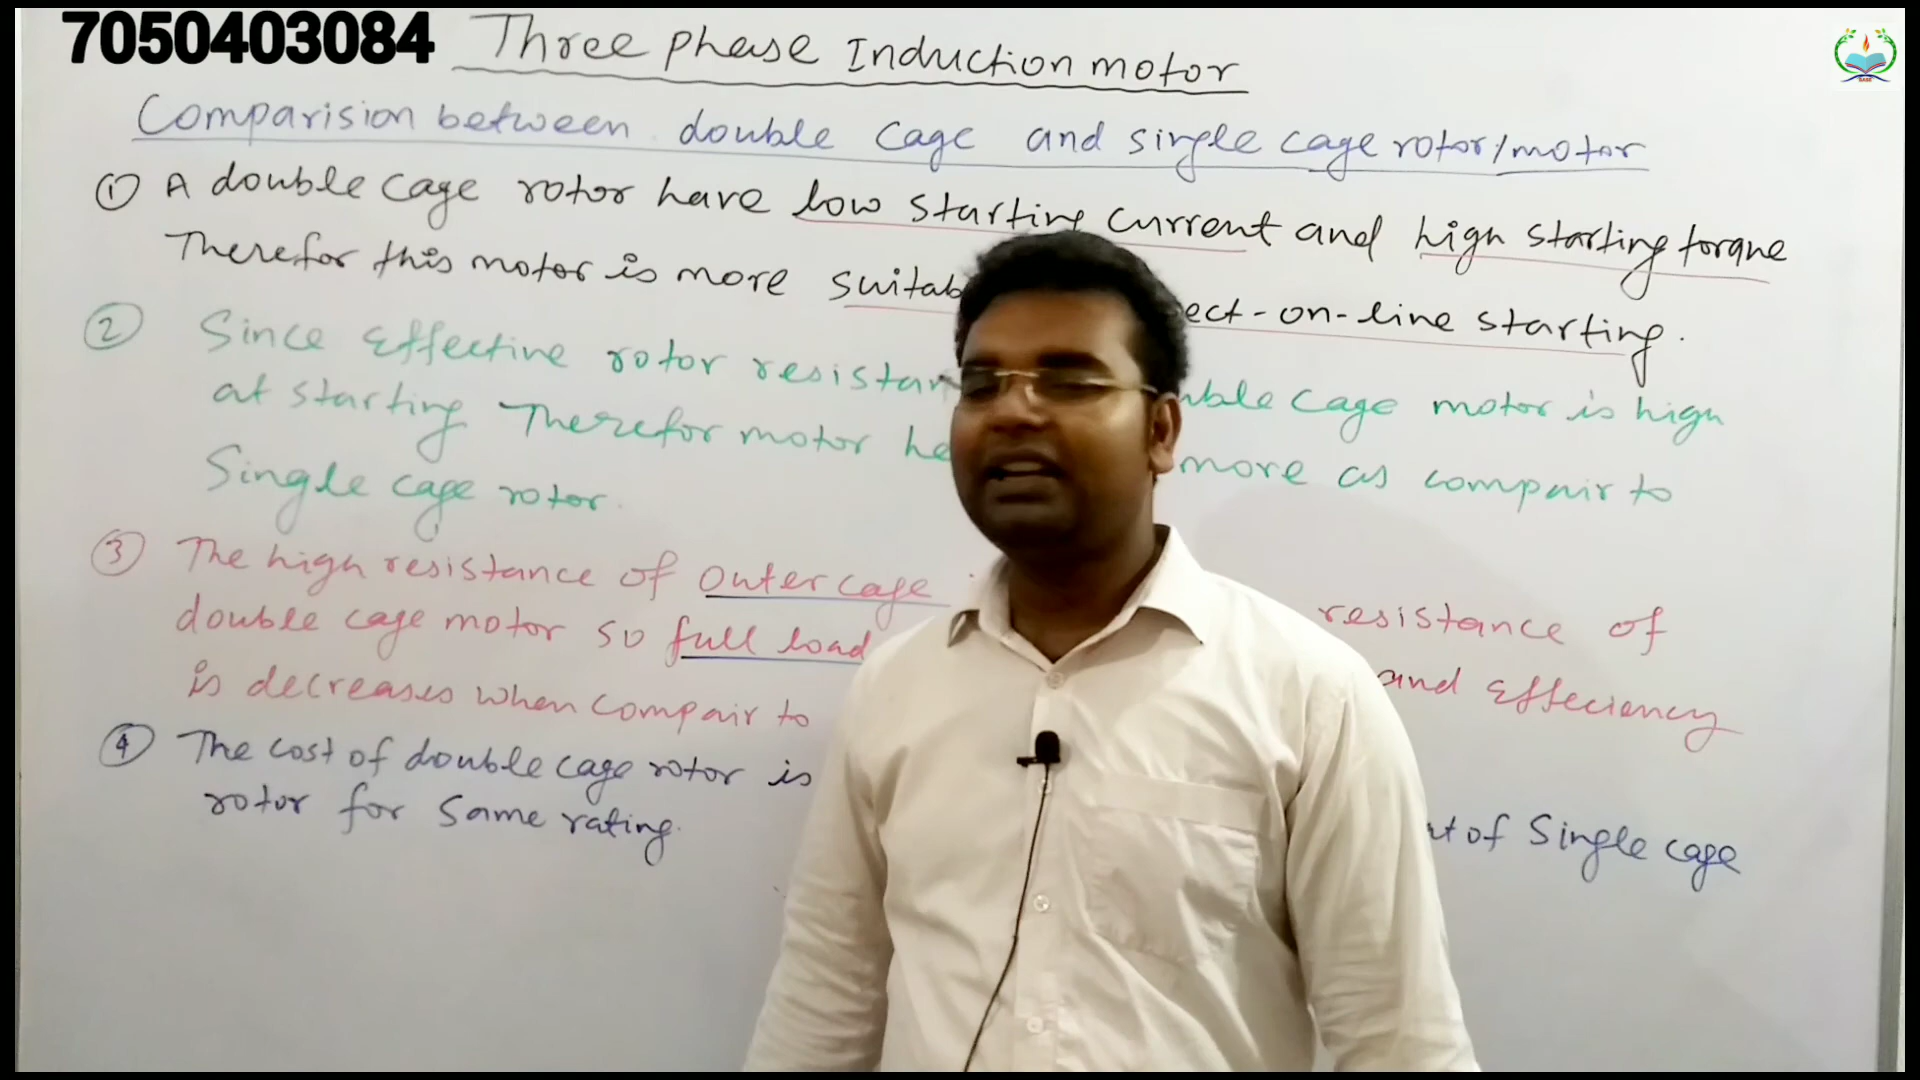 7050403084 Three phase Induction motor
Comparision between double cage and single cage rotor/motor
① A double cage rotor have low starting current and high starting torque
Therefor this motor is more suitab ect-on-line starting.
② Since Effective rotor resistan uble cage motor is high
at starting Therefor motor he more as compair to
Single cage rotor.
③ The high resistance of outer cage resistance of
double cage motor so full load and Effeciency
is decreases when compair to
④ The cost of double cage rotor is at of Single cage
rotor for same rating.